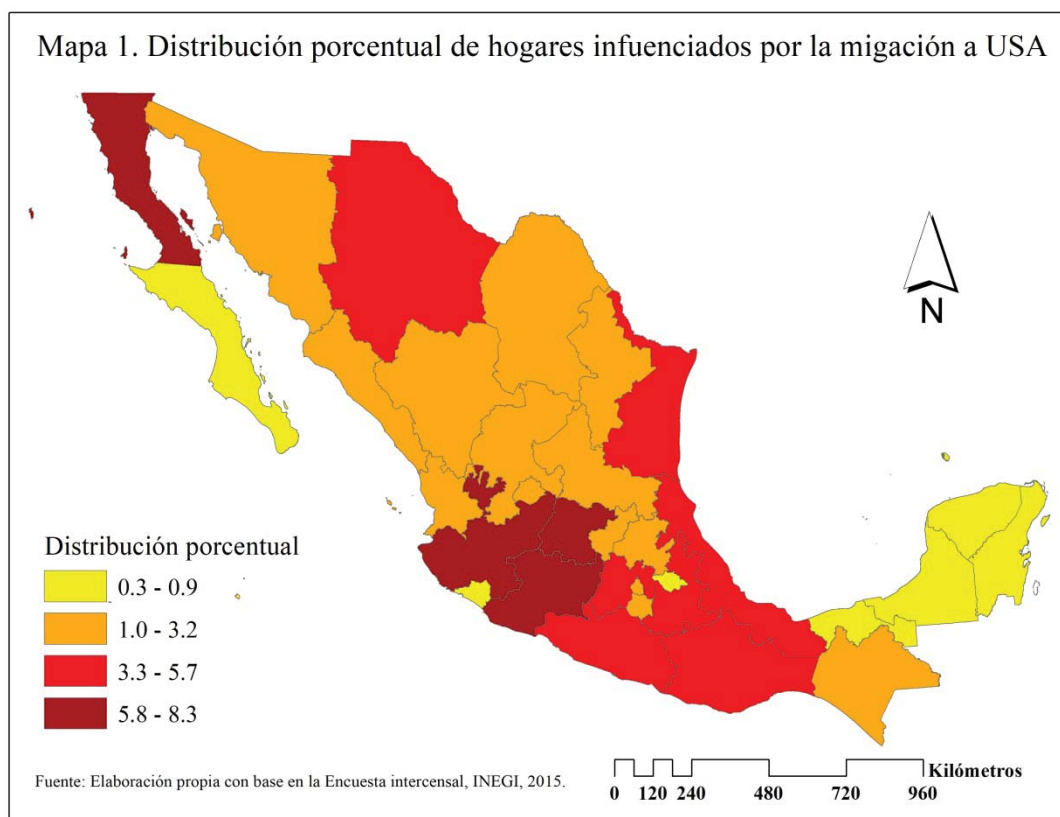 Mapa 1. Distribución porcentual de hogares infuenciados por la migación a USA
N
Distribución porcentual
0.3 - 0.9
1.0 - 3.2
3.3 - 5.7
5.8 - 8.3
Fuente: Elaboración propia con base en la Encuesta intercensal, INEGI, 2015.
Kilómetros
0 120 240 480 720 960